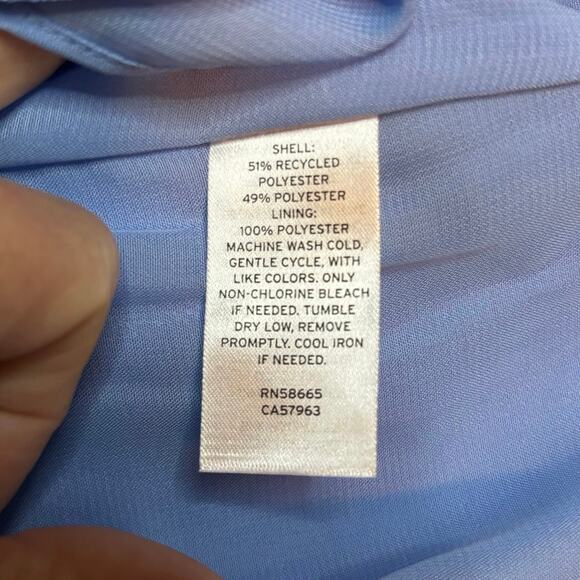 SHELL:
51% RECYCLED
POLYESTER
49% POLYESTER
LINING:
100% POLYESTER
MACHINE WASH COLD,
GENTLE CYCLE, WITH
LIKE COLORS. ONLY
NON-CHLORINE BLEACH
IF NEEDED. TUMBLE
DRY LOW, REMOVE
PROMPTLY. COOL IRON
IF NEEDED.
RN58665
CA57963